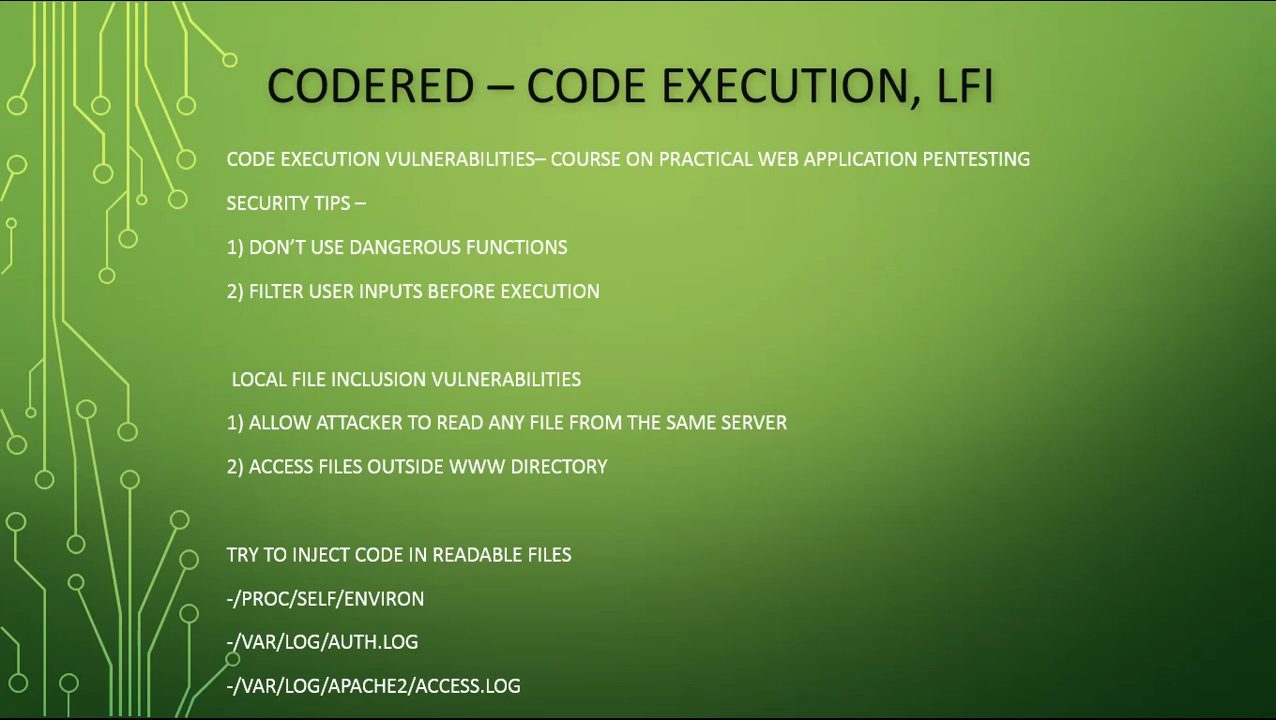 CODERED – CODE EXECUTION, LFI
CODE EXECUTION VULNERABILITIES– COURSE ON PRACTICAL WEB APPLICATION PENTESTING
SECURITY TIPS –
1) DON’T USE DANGEROUS FUNCTIONS
2) FILTER USER INPUTS BEFORE EXECUTION
LOCAL FILE INCLUSION VULNERABILITIES
1) ALLOW ATTACKER TO READ ANY FILE FROM THE SAME SERVER
2) ACCESS FILES OUTSIDE WWW DIRECTORY
TRY TO INJECT CODE IN READABLE FILES
-/PROC/SELF/ENVIRON
-/VAR/LOG/AUTH.LOG
-/VAR/LOG/APACHE2/ACCESS.LOG